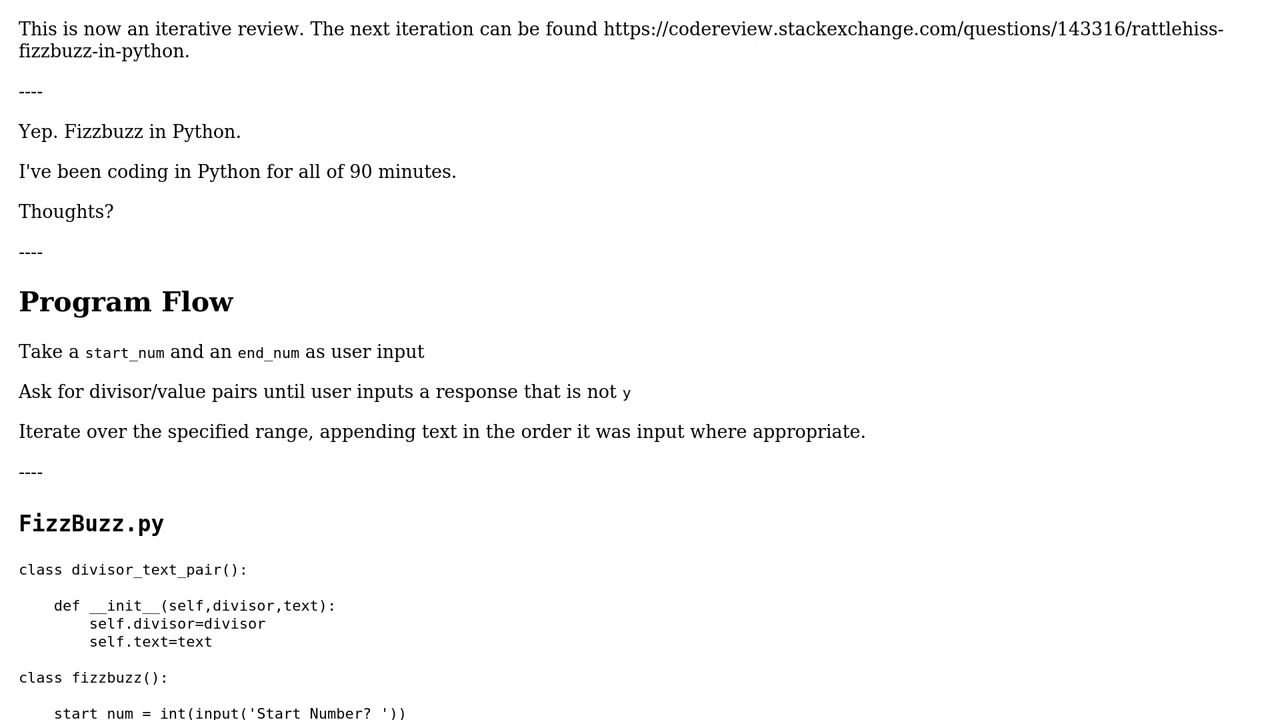 This is now an iterative review. The next iteration can be found https://codereview.stackexchange.com/questions/143316/rattlehiss-
fizzbuzz-in-python.
----
Yep. Fizzbuzz in Python.
I've been coding in Python for all of 90 minutes.
Thoughts?
----
Program Flow
Take a start_num and an end_num as user input
Ask for divisor/value pairs until user inputs a response that is not y
Iterate over the specified range, appending text in the order it was input where appropriate.
----
FizzBuzz.py
class divisor_text_pair():
    def __init__(self,divisor,text):
        self.divisor=divisor
        self.text=text
class fizzbuzz():
    start_num = int(input('Start Number? '))